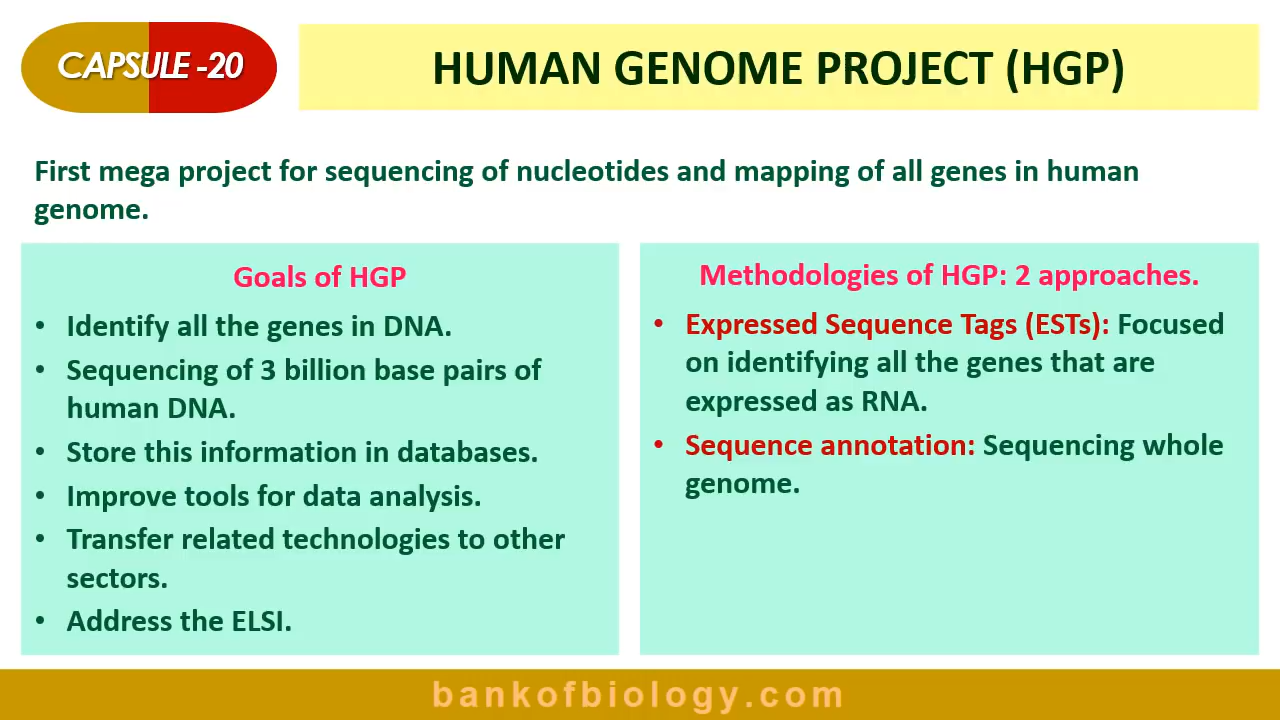 CAPSULE -20
HUMAN GENOME PROJECT (HGP)
First mega project for sequencing of nucleotides and mapping of all genes in human
genome.
Goals of HGP
• Identify all the genes in DNA.
• Sequencing of 3 billion base pairs of
human DNA.
• Store this information in databases.
• Improve tools for data analysis.
• Transfer related technologies to other
sectors.
• Address the ELSI.
Methodologies of HGP: 2 approaches.
• Expressed Sequence Tags (ESTs): Focused
on identifying all the genes that are
expressed as RNA.
• Sequence annotation: Sequencing whole
genome.
bankofbiology.com